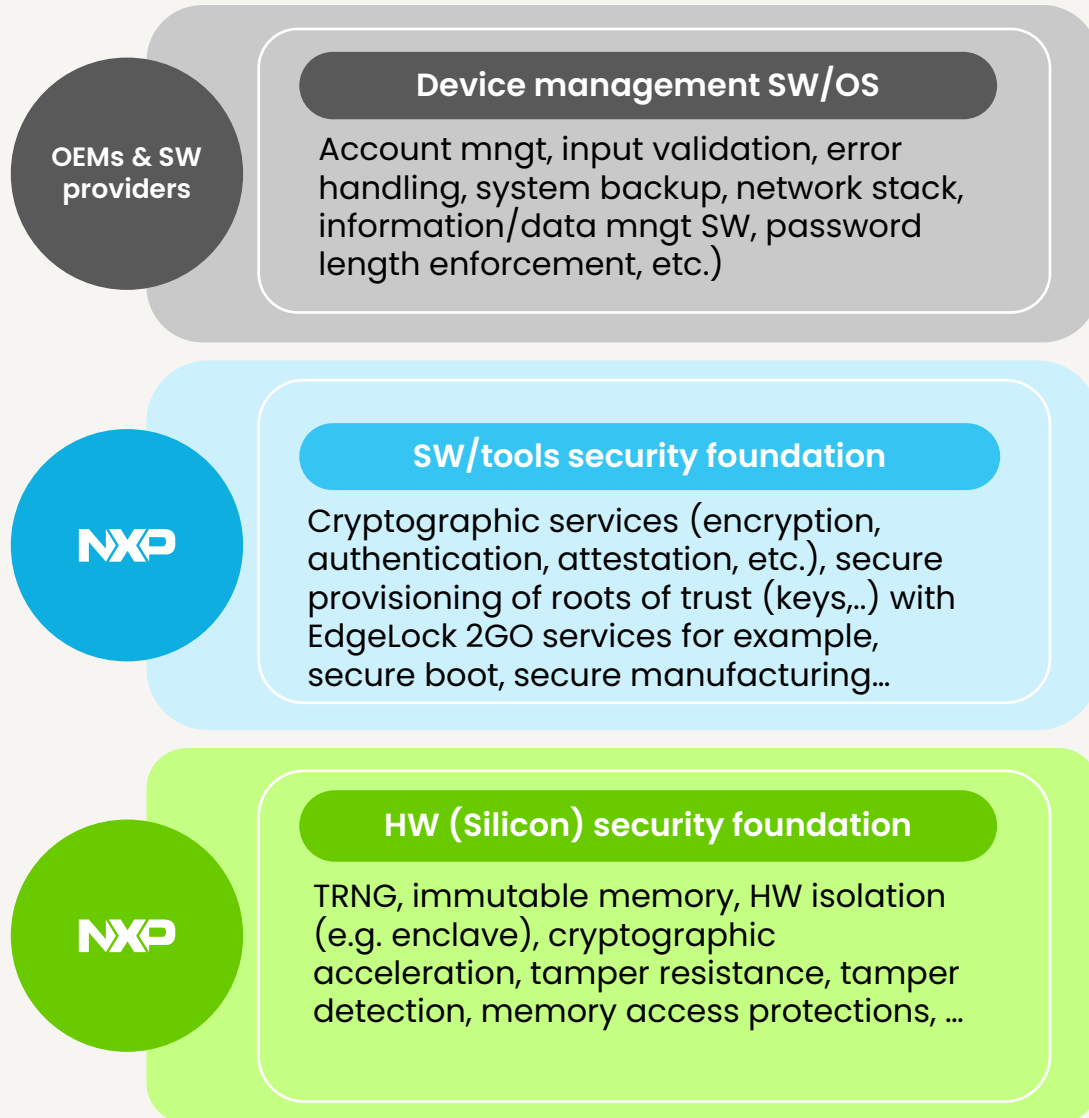 OEMs & SW
providers
Device management SW/OS
Account mngt, input validation, error
handling, system backup, network stack,
information/data mngt SW, password
length enforcement, etc.)
NXP
SW/tools security foundation
Cryptographic services (encryption,
authentication, attestation, etc.), secure
provisioning of roots of trust (keys,..) with
EdgeLock 2GO services for example,
secure boot, secure manufacturing…
NXP
HW (Silicon) security foundation
TRNG, immutable memory, HW isolation
(e.g. enclave), cryptographic
acceleration, tamper resistance, tamper
detection, memory access protections, …